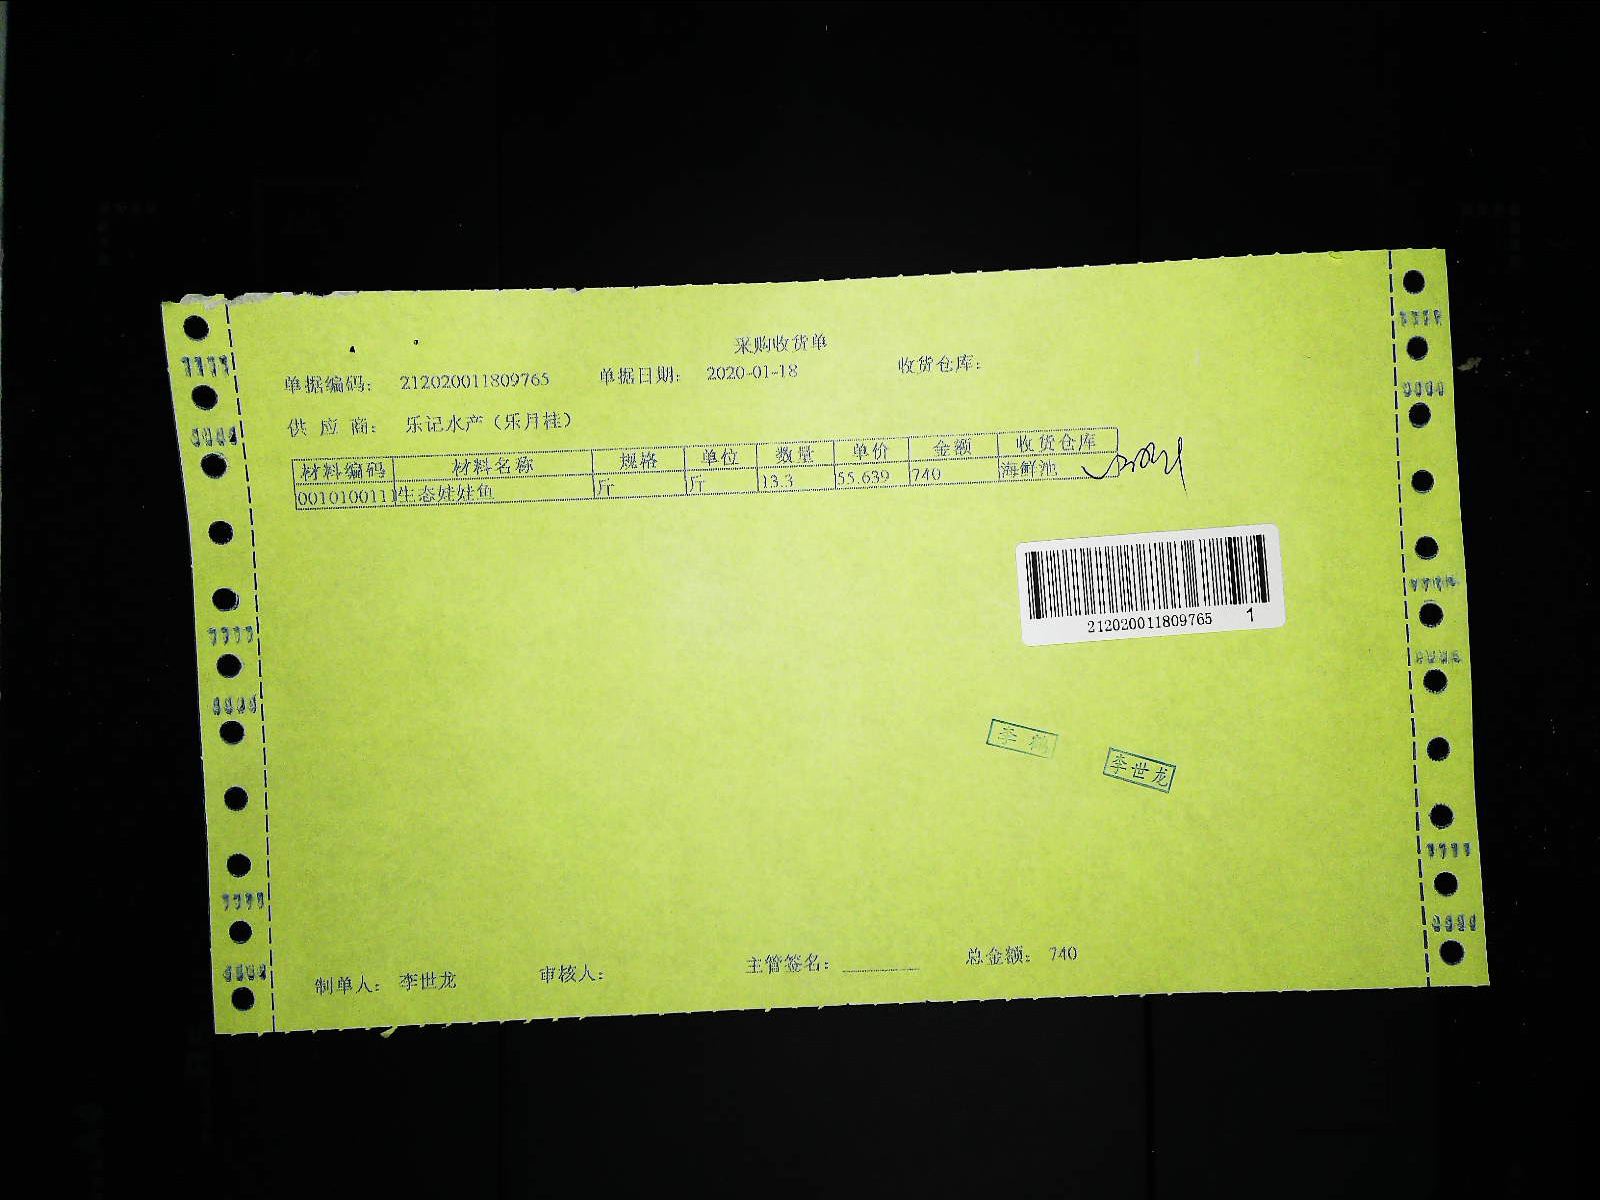 采购收货单
单据编码： 212020011809765 单据日期： 2020-01-18 收货仓库：
供 应 商： 乐记水产（乐月桂）
材料编码 材料名称 规格 单位 数量 单价 金额 收货仓库
0010100111 生态娃娃鱼 斤 斤 13.3 55.639 740 海鲜池
212020011809765 1
李世龙
制单人： 李世龙 审核人： 主管签名： 总金额： 740